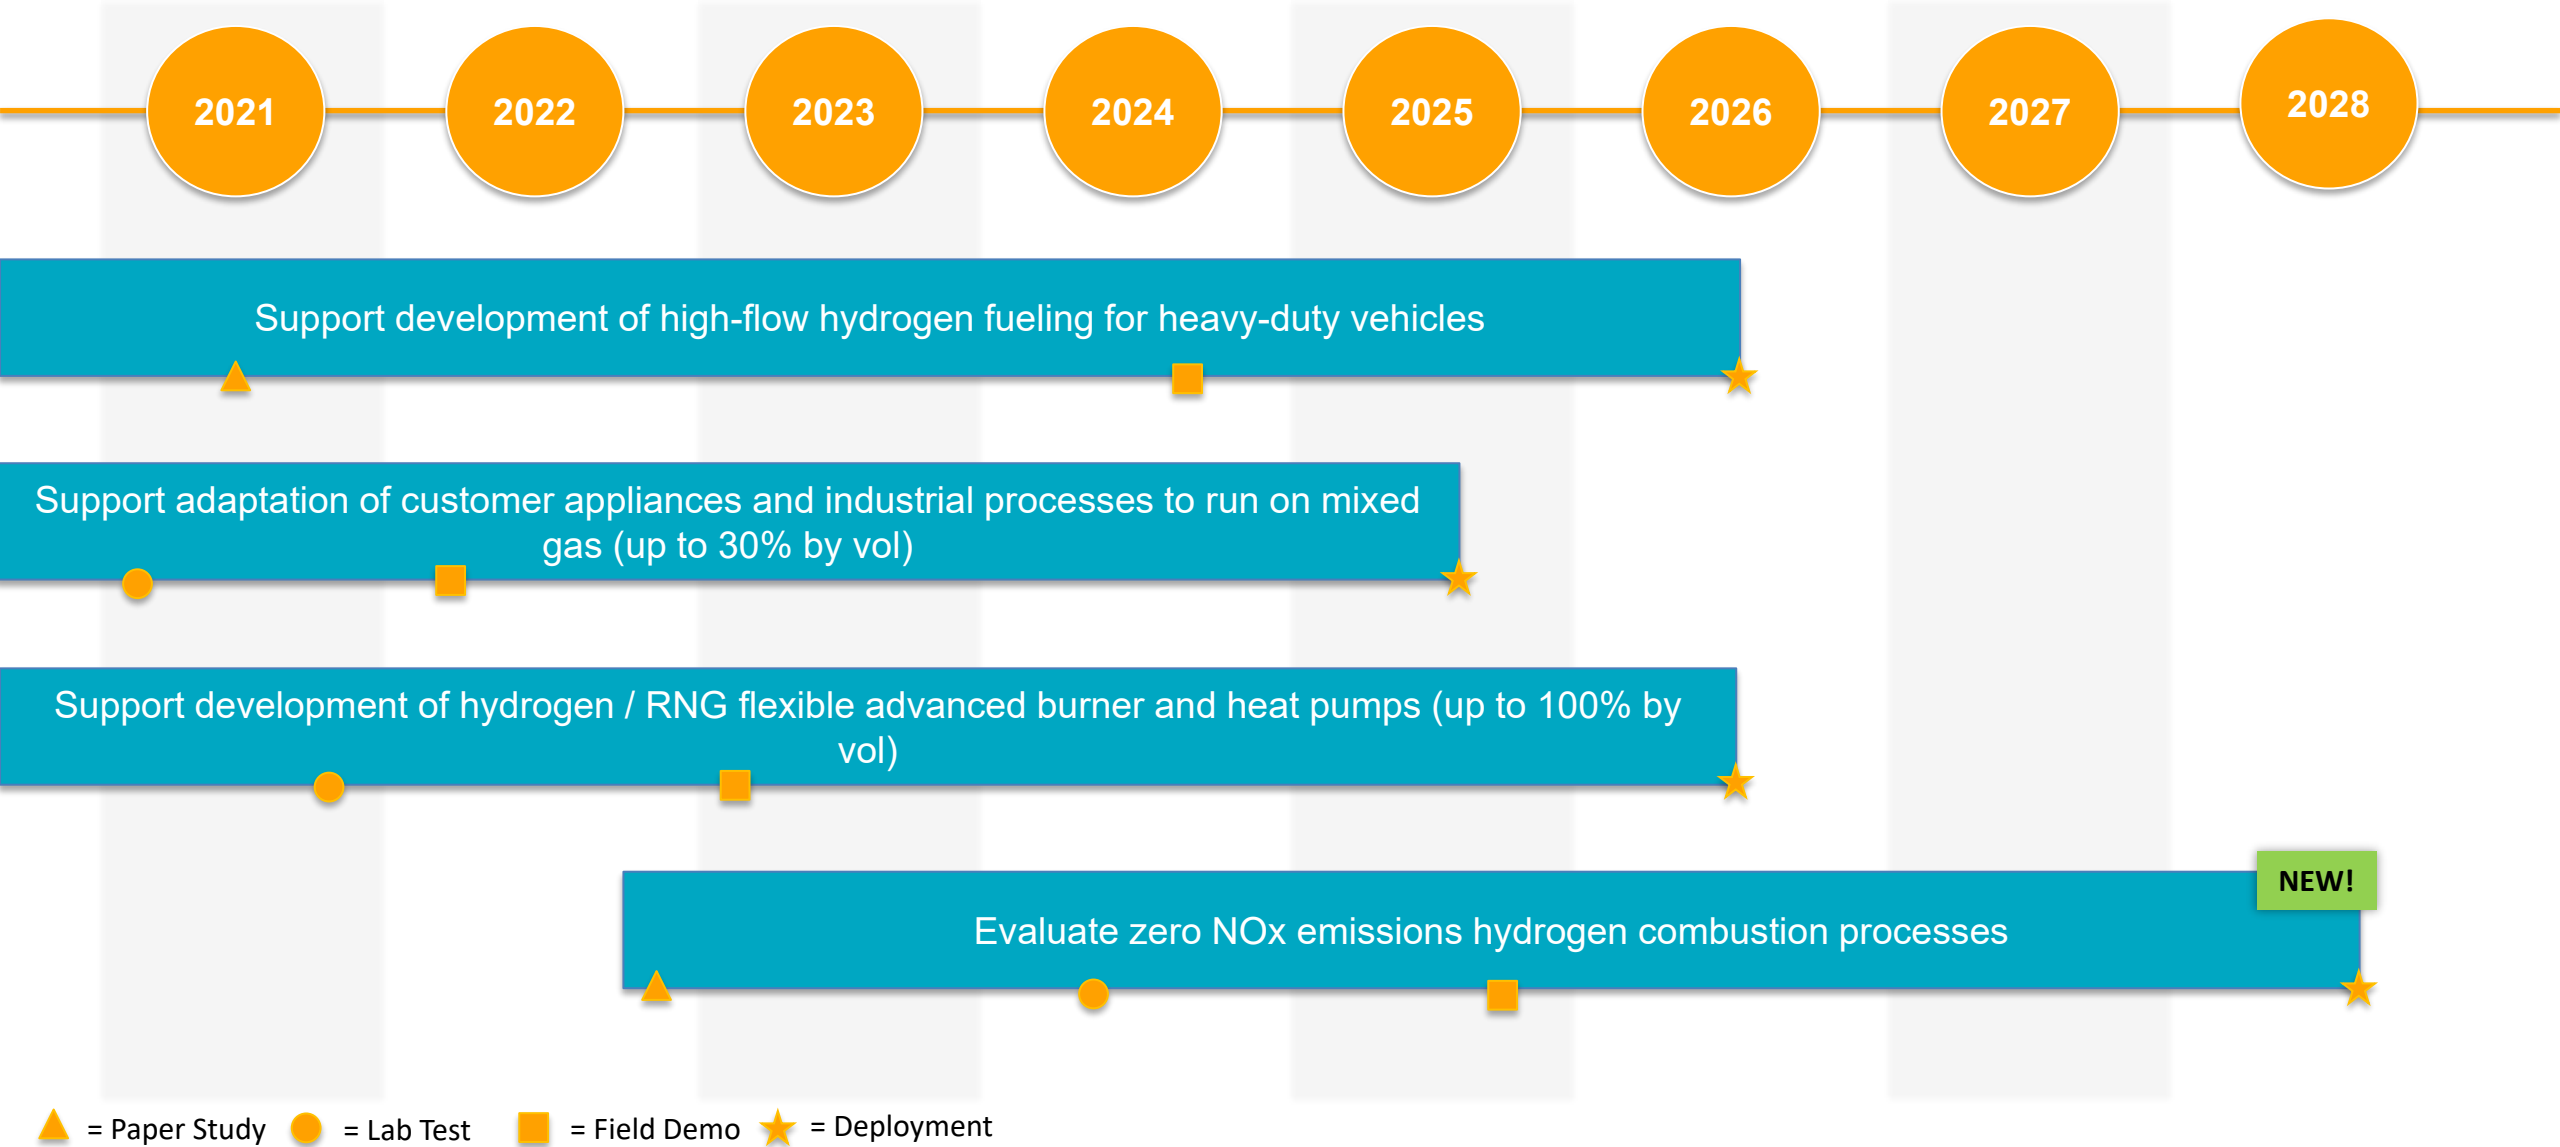 2021
2022
2023
2024
2025
2026
2027
2028
Support development of high-flow hydrogen fueling for heavy-duty vehicles
Support adaptation of customer appliances and industrial processes to run on mixed
gas (up to 30% by vol)
Support development of hydrogen / RNG flexible advanced burner and heat pumps (up to 100% by
vol)
NEW!
Evaluate zero NOx emissions hydrogen combustion processes
= Paper Study
= Lab Test
= Field Demo
= Deployment